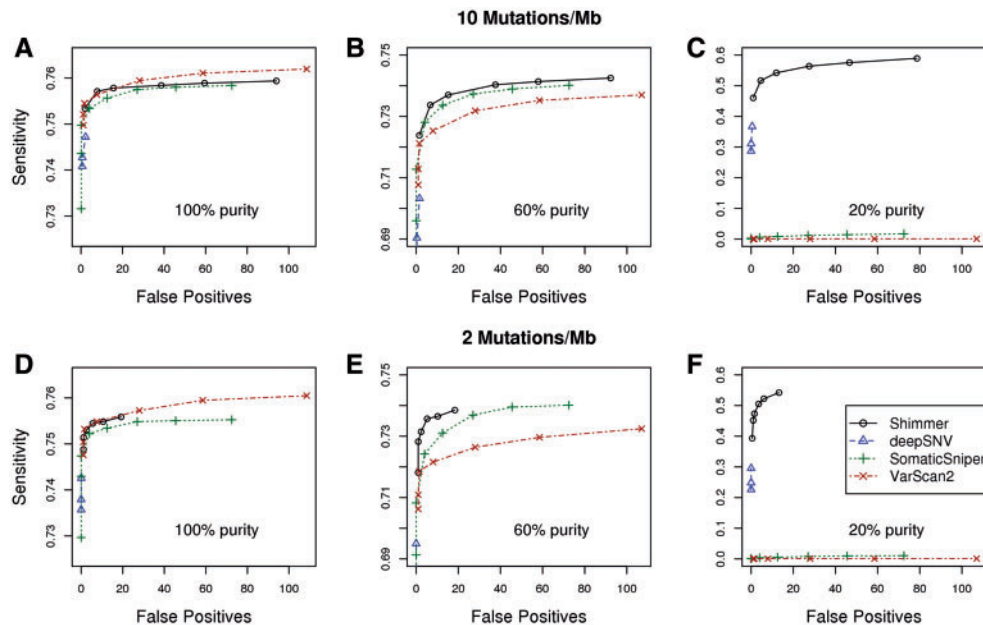 10 Mutations/Mb
A
B
C
Sensitivity
0.73 0.74 0.75 0.76
100% purity
0 20 40 60 80 100
False Positives
0.69 0.71 0.73 0.75
60% purity
0 20 40 60 80 100
False Positives
0.0 0.1 0.2 0.3 0.4 0.5 0.6
20% purity
0 20 40 60 80 100
False Positives
2 Mutations/Mb
D
E
F
Sensitivity
0.73 0.74 0.75 0.76
100% purity
0 20 40 60 80 100
False Positives
0.69 0.71 0.73 0.75
60% purity
0 20 40 60 80 100
False Positives
0.0 0.1 0.2 0.3 0.4 0.5 0.6
Shimmer
deepSNV
SomaticSniper
VarScan2
20% purity
0 20 40 60 80 100
False Positives